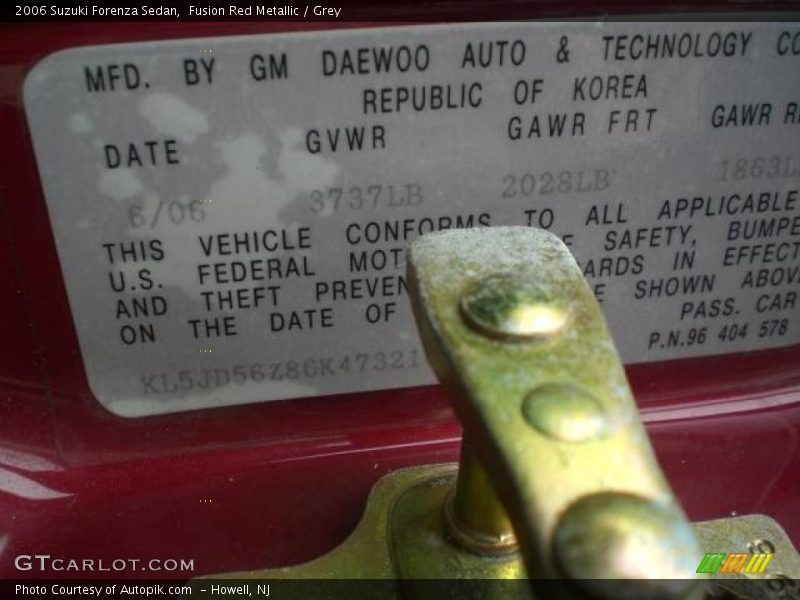 2006 Suzuki Forenza Sedan,  Fusion Red Metallic / Grey
MFD. BY GM DAEWOO AUTO & TECHNOLOGY CO
REPUBLIC OF KOREA
DATE GVWR GAWR FRT GAWR R
6/06 3737LB 2028LB 1863L
THIS VEHICLE CONFORMS TO ALL APPLICABLE
U.S. FEDERAL MOT E SAFETY, BUMPE
AND THEFT PREVEN ARDS IN EFFECT
ON THE DATE OF E SHOWN ABOV
PASS. CAR
KL5JD56Z86K47321
P.N.96 404 578
GTCARLOT.COM
Photo Courtesy of Autopik.com  - Howell, NJ